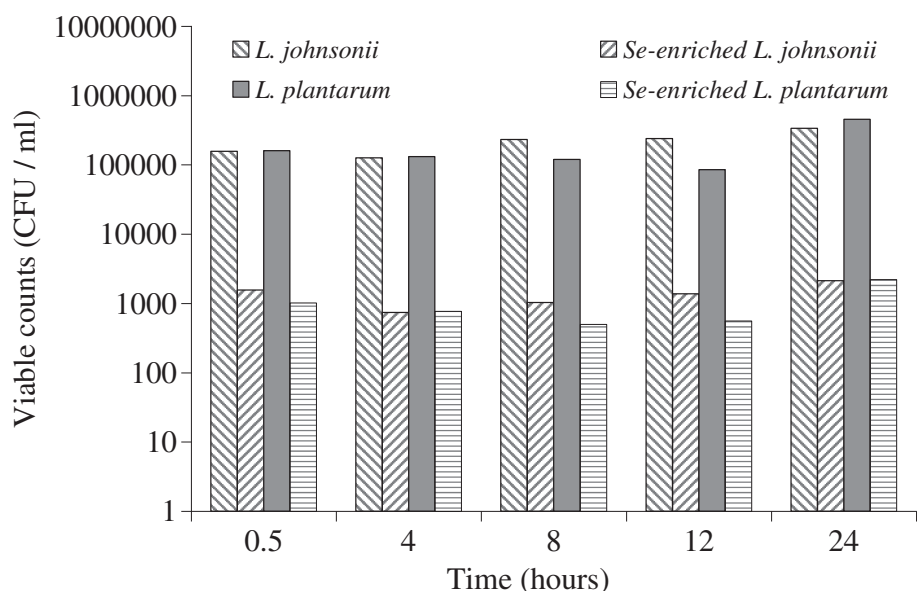 10000000
1000000
100000
10000
1000
100
10
1
Viable counts (CFU / ml)
L. johnsonii
Se-enriched L. johnsonii
L. plantarum
Se-enriched L. plantarum
0.5 4 8 12 24
Time (hours)